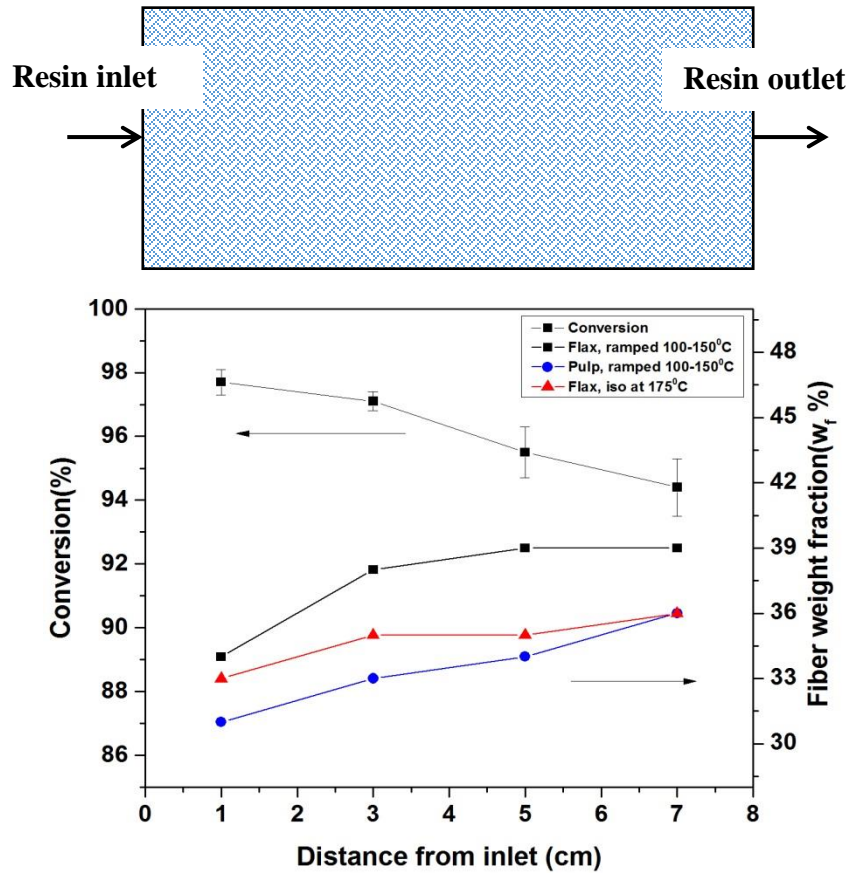 Resin inlet
Resin outlet
100
98
96
94
92
90
88
86
Conversion(%)
Conversion
Flax, ramped 100-150⁰C
Pulp, ramped 100-150⁰C
Flax, iso at 175⁰C
48
45
42
39
36
33
30
Fiber weight fraction(w_f %)
0 1 2 3 4 5 6 7 8
Distance from inlet (cm)